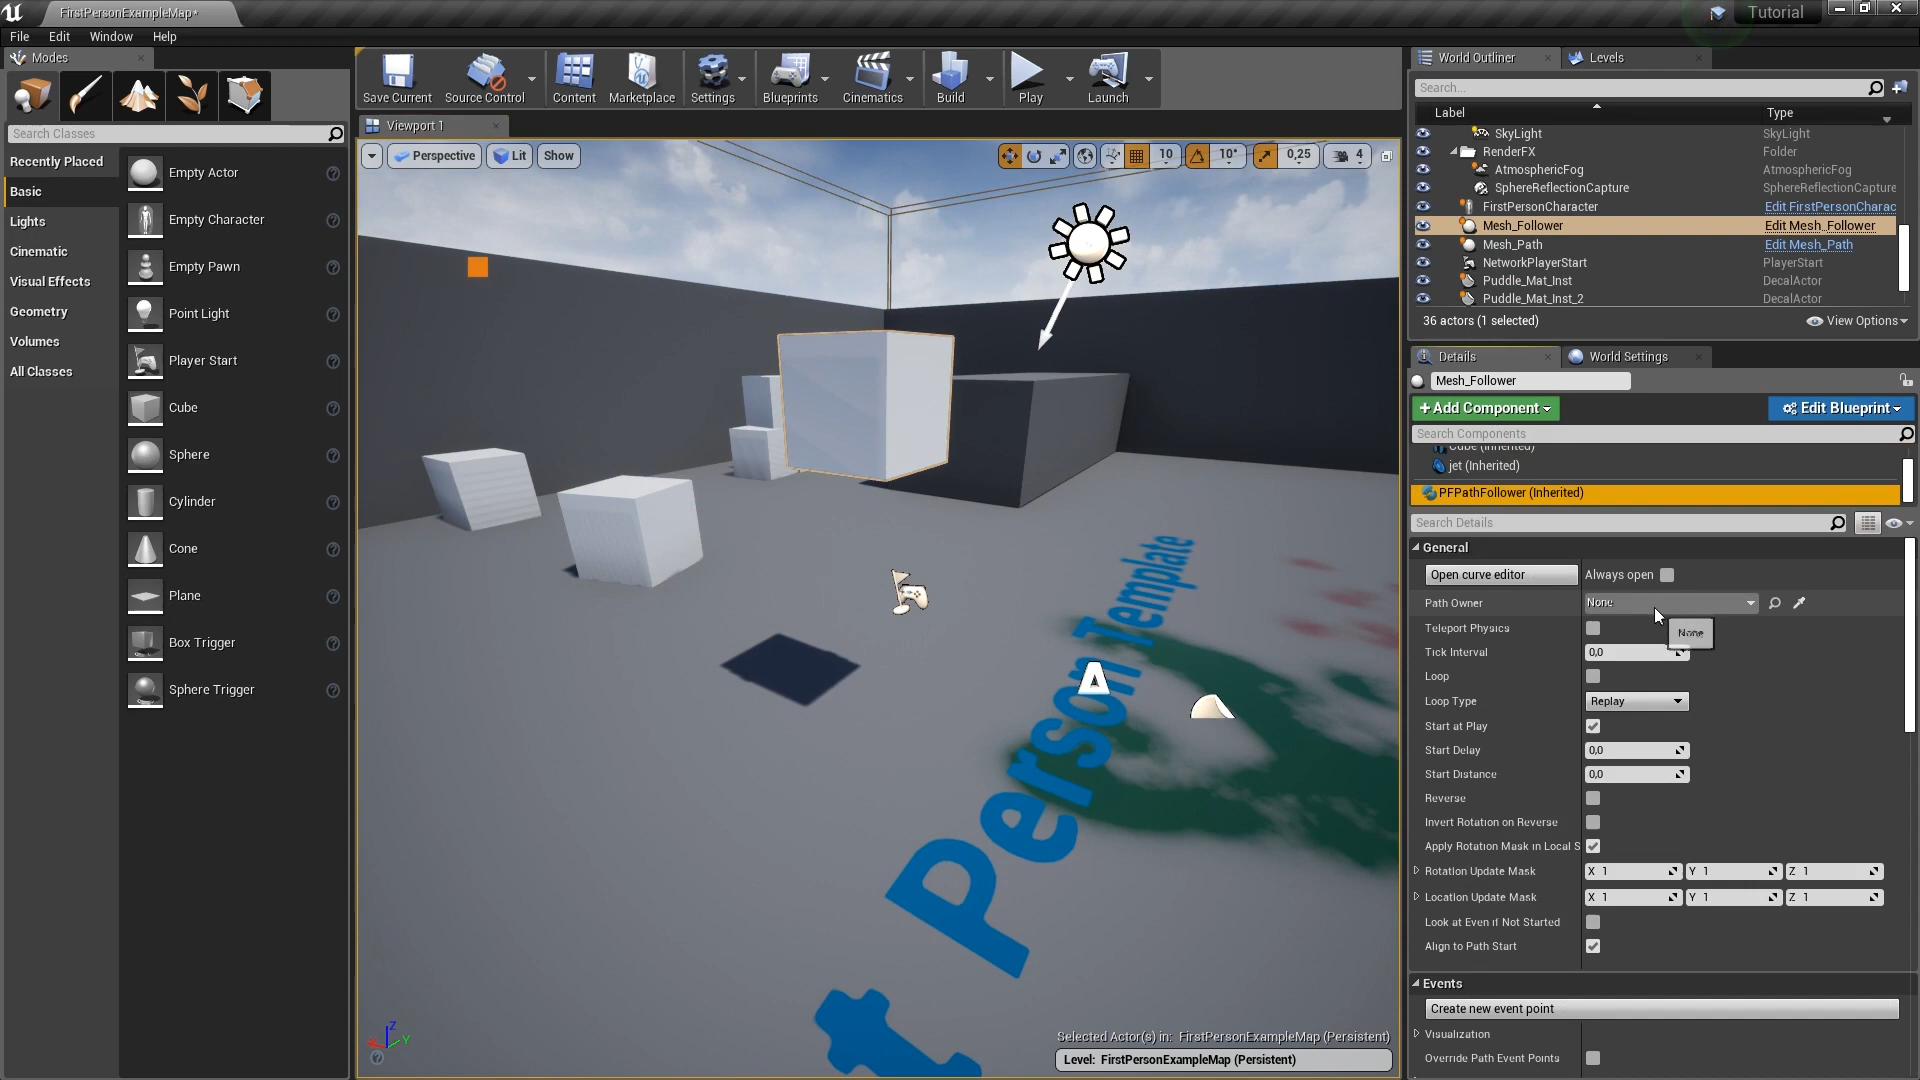 FirstPersonExampleMap*
Tutorial
File Edit Window Help
Modes
Save Current
Source Control
Content
Marketplace
Settings
Blueprints
Cinematics
Build
Play
Launch
World Outliner
Levels
Search...
Label
Type
SkyLight SkyLight
RenderFX Folder
AtmosphericFog AtmosphericFog
SphereReflectionCapture SphereReflectionCapture
FirstPersonCharacter Edit FirstPersonCharac
Mesh_Follower Edit Mesh_Follower
Mesh_Path Edit Mesh_Path
NetworkPlayerStart PlayerStart
Puddle_Mat_Inst DecalActor
Puddle_Mat_Inst_2 DecalActor
36 actors (1 selected)
View Options
Search Classes
Recently Placed
Basic
Lights
Cinematic
Visual Effects
Geometry
Volumes
All Classes
Empty Actor
Empty Character
Empty Pawn
Point Light
Player Start
Cube
Sphere
Cylinder
Cone
Plane
Box Trigger
Sphere Trigger
Viewport 1
Perspective
Lit
Show
10
10°
0,25
4
t Person Template
Z
Y
Selected Actor(s) in: FirstPersonExampleMap (Persistent)
Level: FirstPersonExampleMap (Persistent)
Details
World Settings
Mesh_Follower
+Add Component
Edit Blueprint
Search Components
Cube (Inherited)
jet (Inherited)
PFPathFollower (Inherited)
Search Details
General
Open curve editor
Always open
Path Owner None
None
Teleport Physics
Tick Interval 0,0
Loop
Loop Type Replay
Start at Play
Start Delay 0,0
Start Distance 0,0
Reverse
Invert Rotation on Reverse
Apply Rotation Mask in Local S
Rotation Update Mask X 1 Y 1 Z 1
Location Update Mask X 1 Y 1 Z 1
Look at Even if Not Started
Align to Path Start
Events
Create new event point
Visualization
Override Path Event Points